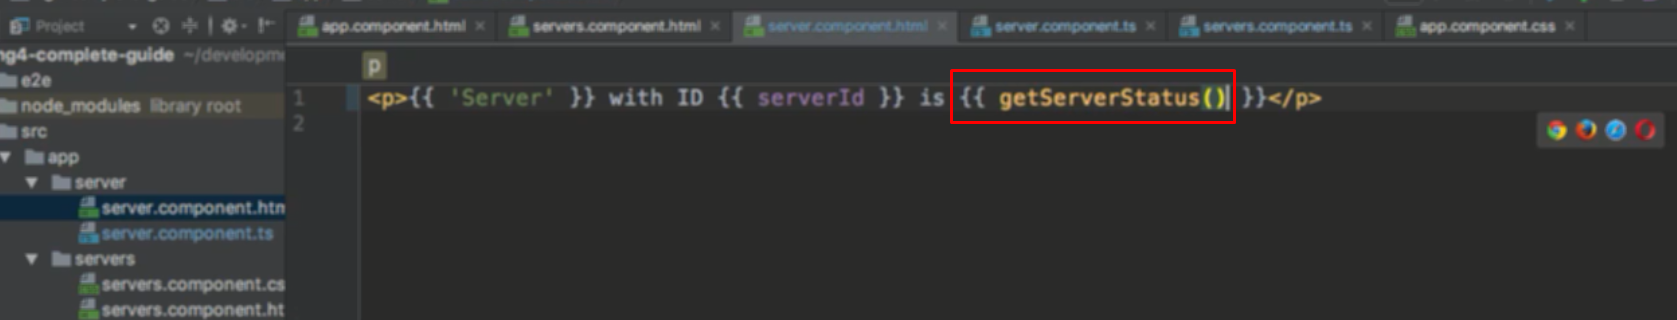 Project
app.component.html
servers.component.html
server.component.html
server.component.ts
servers.component.ts
app.component.css
ng4-complete-guide ~/developme
e2e
node_modules library root
src
app
server
server.component.htm
server.component.ts
servers
servers.component.cs
servers.component.ht
p
1 <p>{{ 'Server' }} with ID {{ serverId }} is {{ getServerStatus() }}</p>
2